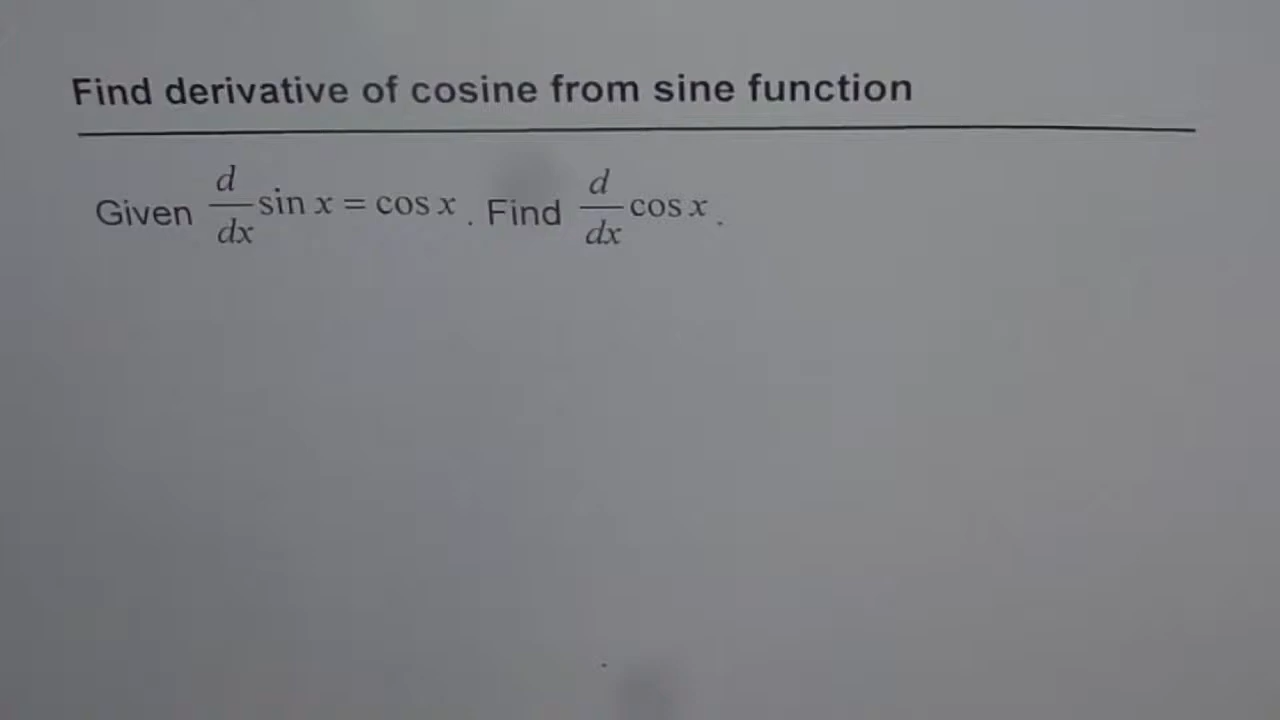 Find derivative of cosine from sine function
Given d/dx sin x = cos x . Find d/dx cos x .